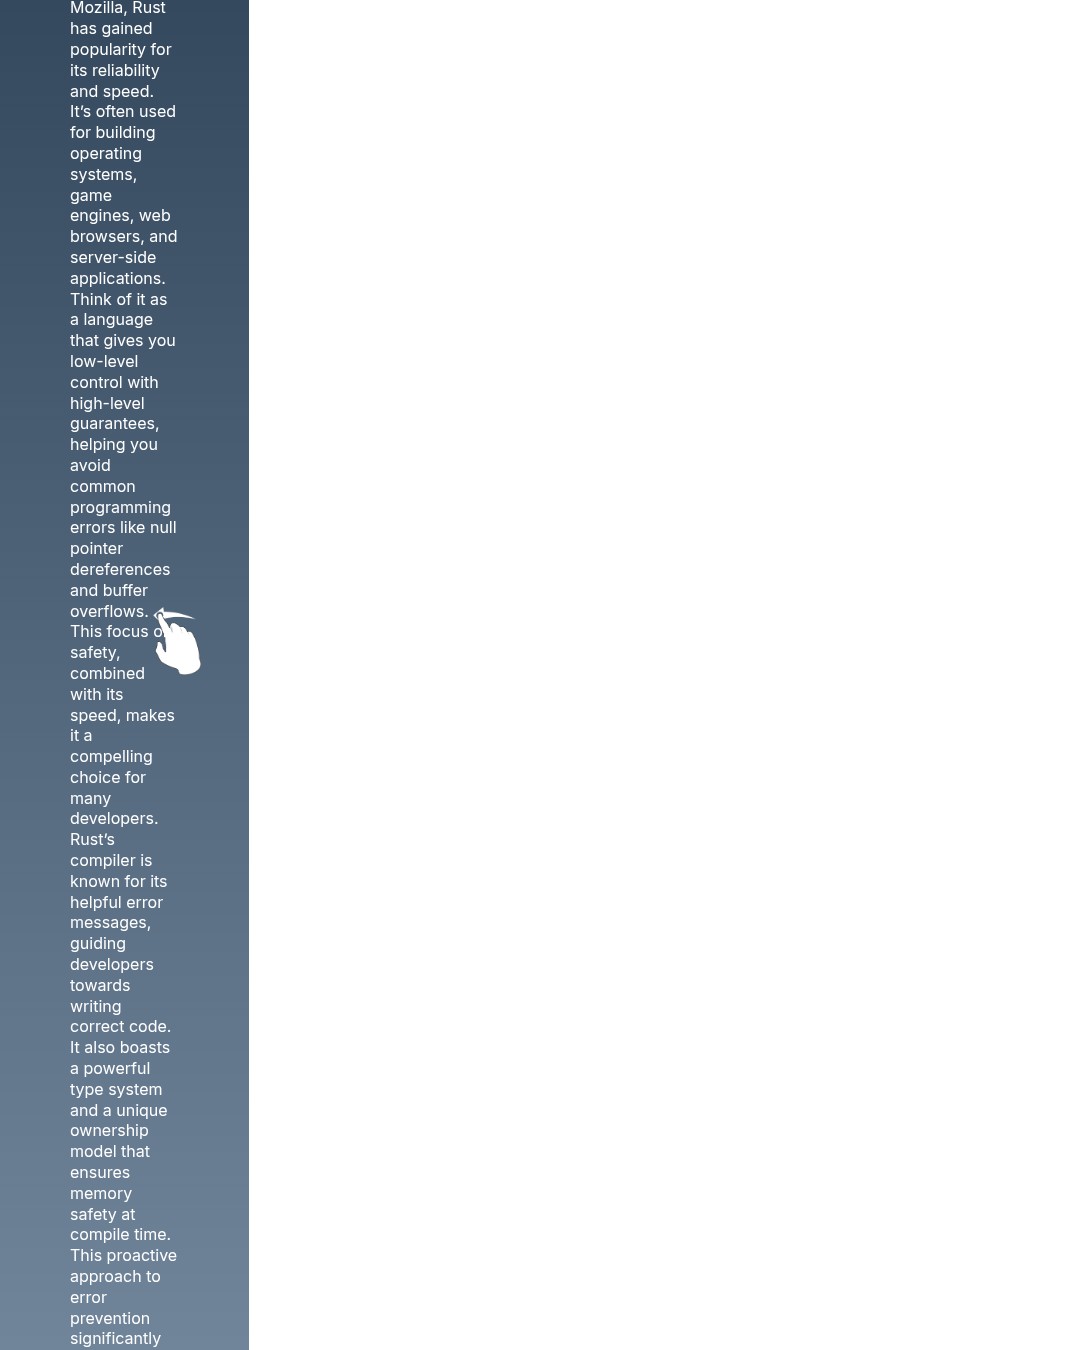 Mozilla, Rust
has gained
popularity for
its reliability
and speed.
It's often used
for building
operating
systems,
game
engines, web
browsers, and
server-side
applications.
Think of it as
a language
that gives you
low-level
control with
high-level
guarantees,
helping you
avoid
common
programming
errors like null
pointer
dereferences
and buffer
overflows.
This focus
safety,
combined
with its
speed, makes
it a
compelling
choice for
many
developers.
Rust's
compiler is
known for its
helpful error
messages,
guiding
developers
towards
writing
correct code.
It also boasts
a powerful
type system
and a unique
ownership
model that
ensures
memory
safety at
compile time.
This proactive
approach to
error
prevention
significantly